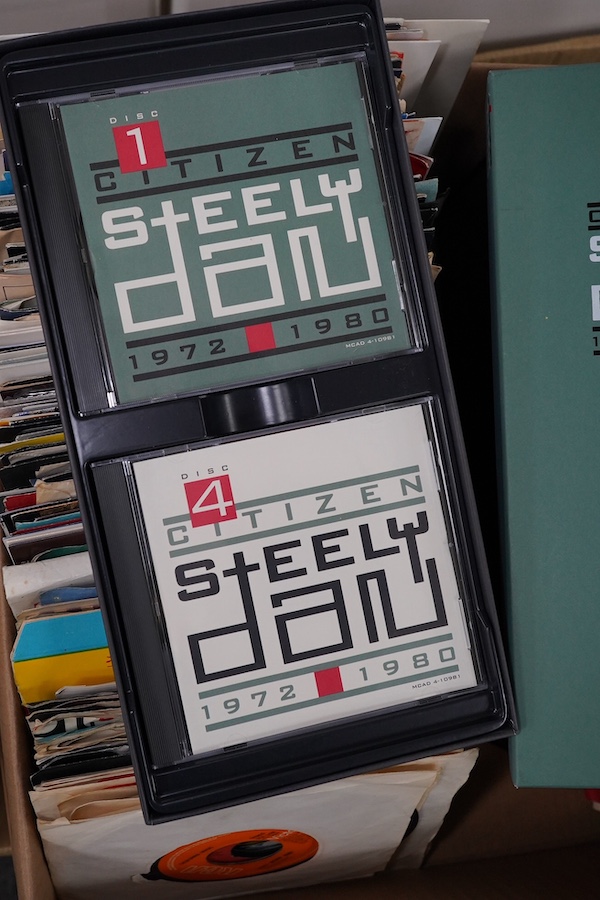 DISC
1
CITIZEN
STEELY
dan
1972 1980
MCAD 4-10981
DISC
4
CITIZEN
STEELY
dan
1972 1980
MCAD 4-10981